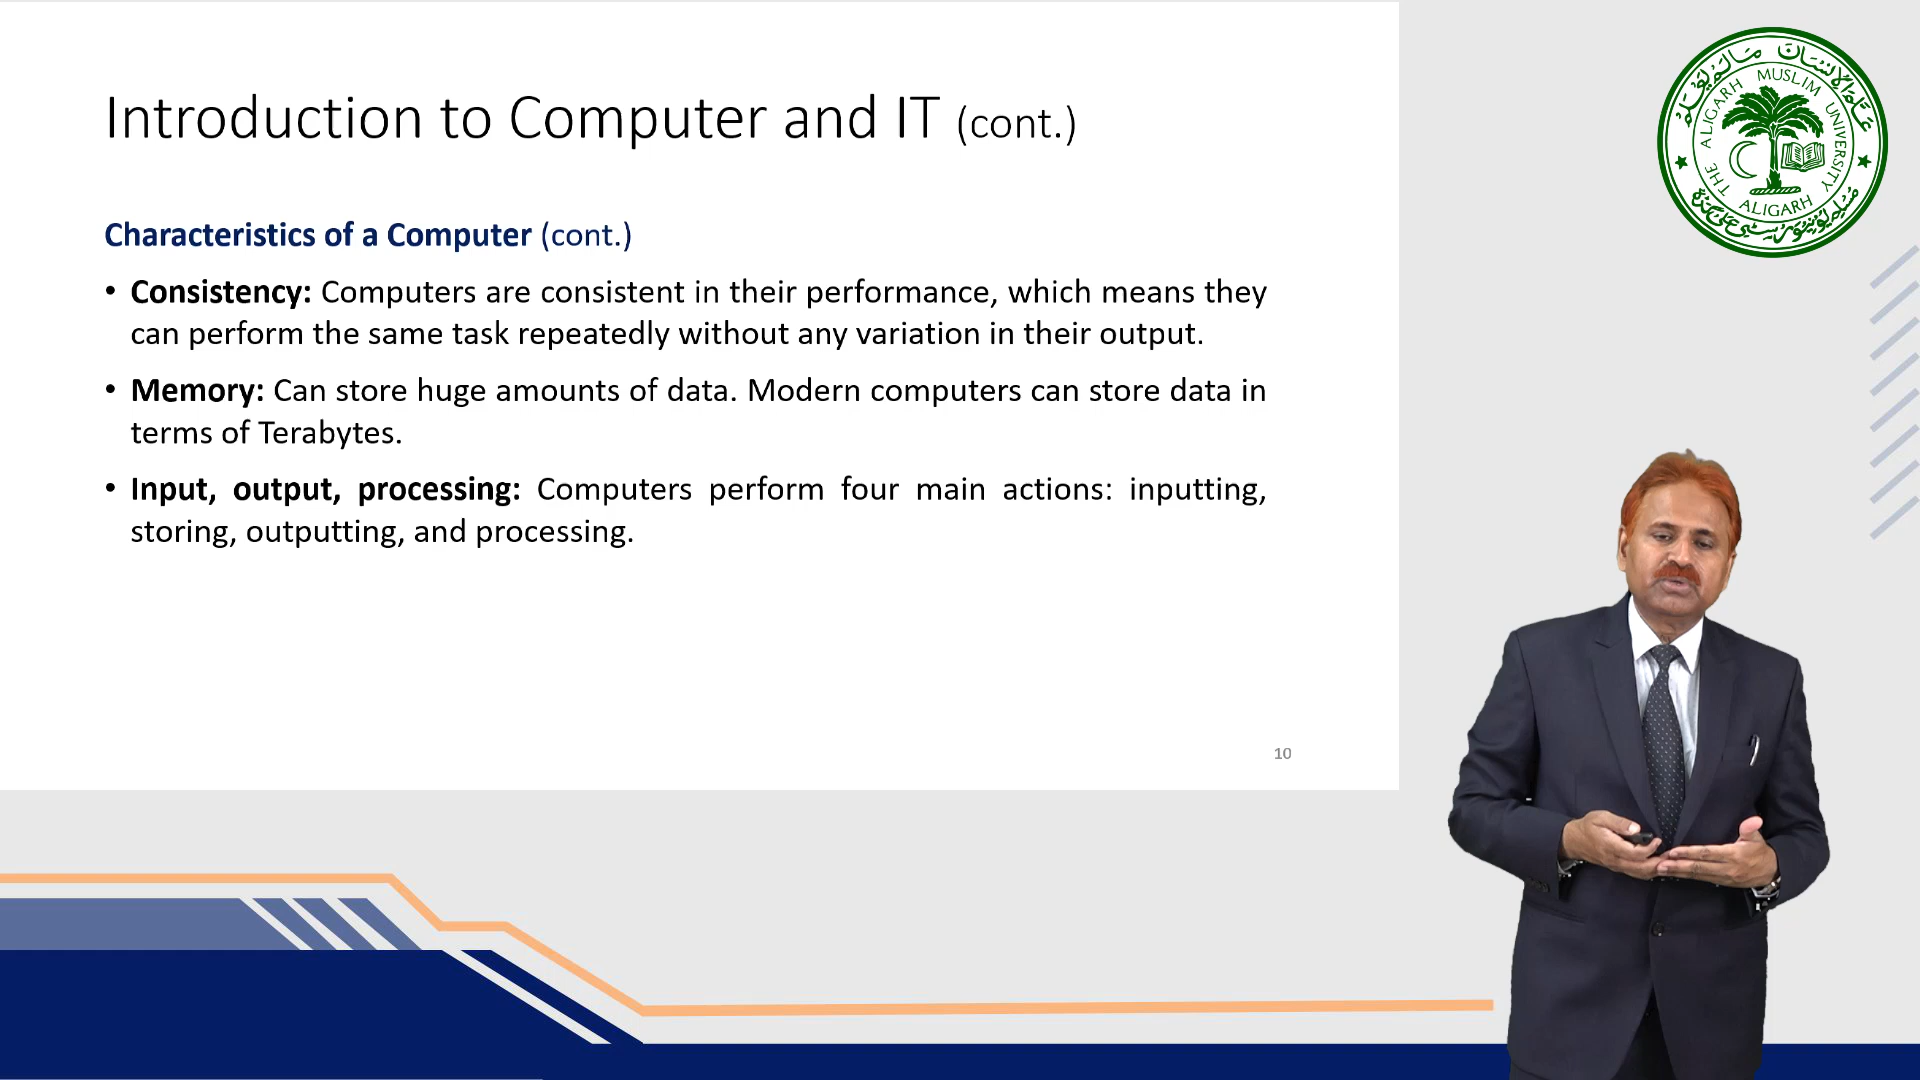 Introduction to Computer and IT (cont.)
Characteristics of a Computer (cont.)
• Consistency: Computers are consistent in their performance, which means they
can perform the same task repeatedly without any variation in their output.
• Memory: Can store huge amounts of data. Modern computers can store data in
terms of Terabytes.
• Input, output, processing: Computers perform four main actions: inputting,
storing, outputting, and processing.
10
THE ALIGARH MUSLIM UNIVERSITY
ALIGARH